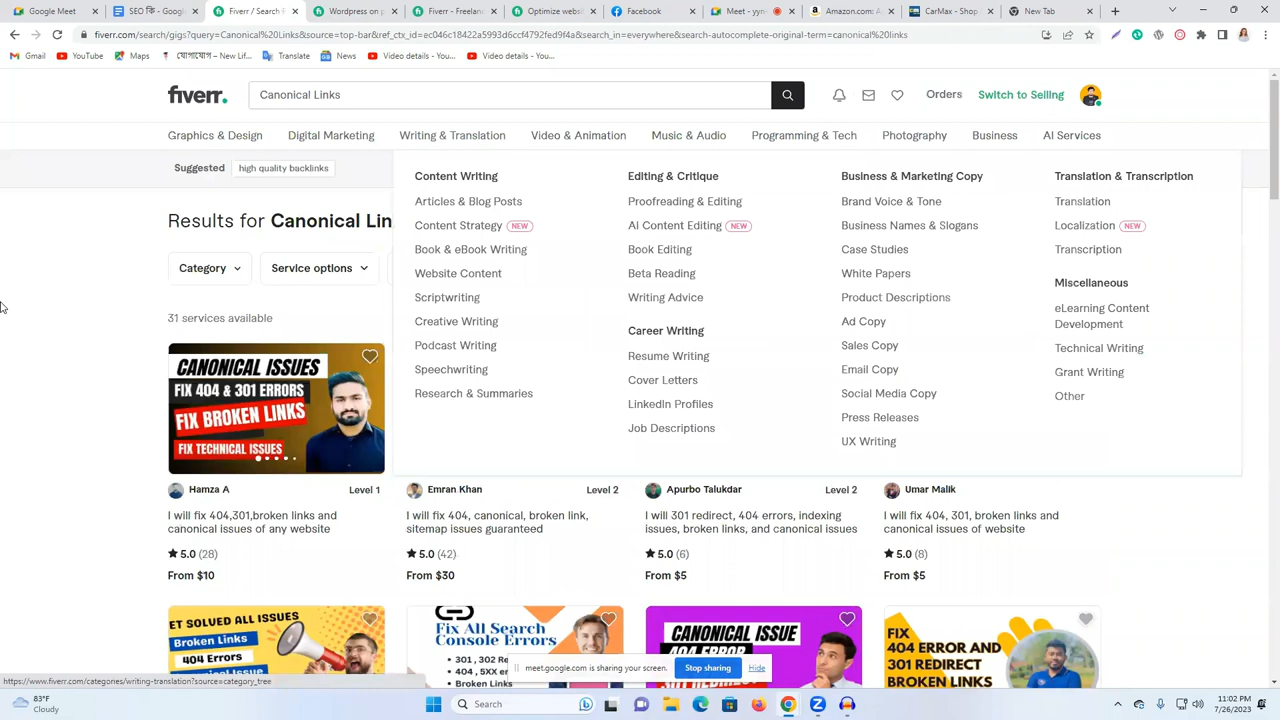 Google Meet
SEO টিম-
Fiverr
Wordpress on p
Fiverr - Freelanc
Optimize websit
Facebook
Meet - syn
Amazon.com. A
CarMax - Shop
New Tab
fiverr.com/search/gigs?query=Canonical%20Links&source=top-bar&ref_ctx_id=ec046c18422a5993d6ccf4792fed9f4a&search_in=everywhere&search-autocomplete-original-term=canonical%20links
Gmail
YouTube
Maps
যোগাযোগ – New Lif...
Translate
News
Video details - You...
Video details - You...
fiverr.
Canonical Links
Orders
Switch to Selling
Graphics & Design
Digital Marketing
Writing & Translation
Video & Animation
Music & Audio
Programming & Tech
Photography
Business
AI Services
Suggested
high quality backlinks
Results for Canonical Lin
Category
Service options
31 services available
Content Writing
Articles & Blog Posts
Content Strategy NEW
Book & eBook Writing
Website Content
Scriptwriting
Creative Writing
Podcast Writing
Speechwriting
Research & Summaries
Editing & Critique
Proofreading & Editing
AI Content Editing NEW
Book Editing
Beta Reading
Writing Advice
Career Writing
Resume Writing
Cover Letters
LinkedIn Profiles
Job Descriptions
Business & Marketing Copy
Brand Voice & Tone
Business Names & Slogans
Case Studies
White Papers
Product Descriptions
Ad Copy
Sales Copy
Email Copy
Social Media Copy
Press Releases
UX Writing
Translation & Transcription
Translation
Localization NEW
Transcription
Miscellaneous
eLearning Content
Development
Technical Writing
Grant Writing
Other
CANONICAL ISSUES
FIX 404 & 301 ERRORS
FIX BROKEN LINKS
FIX TECHNICAL ISSUES
Hamza A
Level 1
I will fix 404,301,broken links and
canonical issues of any website
5.0 (28)
From $10
Emran Khan
Level 2
I will fix 404, canonical, broken link,
sitemap issues guaranteed
5.0 (42)
From $30
Apurbo Talukdar
Level 2
I will 301 redirect, 404 errors, indexing
issues, broken links, and canonical issues
5.0 (6)
From $5
Umar Malik
I will fix 404, 301, broken links and
canonical issues of website
5.0 (8)
From $5
ET SOLVED ALL ISSUES
Broken Links
404 Errors
Fix All Search
Console Errors
301, 302 Re
404, 5XX er
Broken Links
CANONICAL ISSUE
FIX
404 ERROR AND
301 REDIRECT
BROKEN LINKS
meet.google.com is sharing your screen.
Stop sharing
Hide
https://www.fiverr.com/categories/writing-translation?source=category_tree
83°F
Cloudy
Search
11:02 PM
7/26/2023